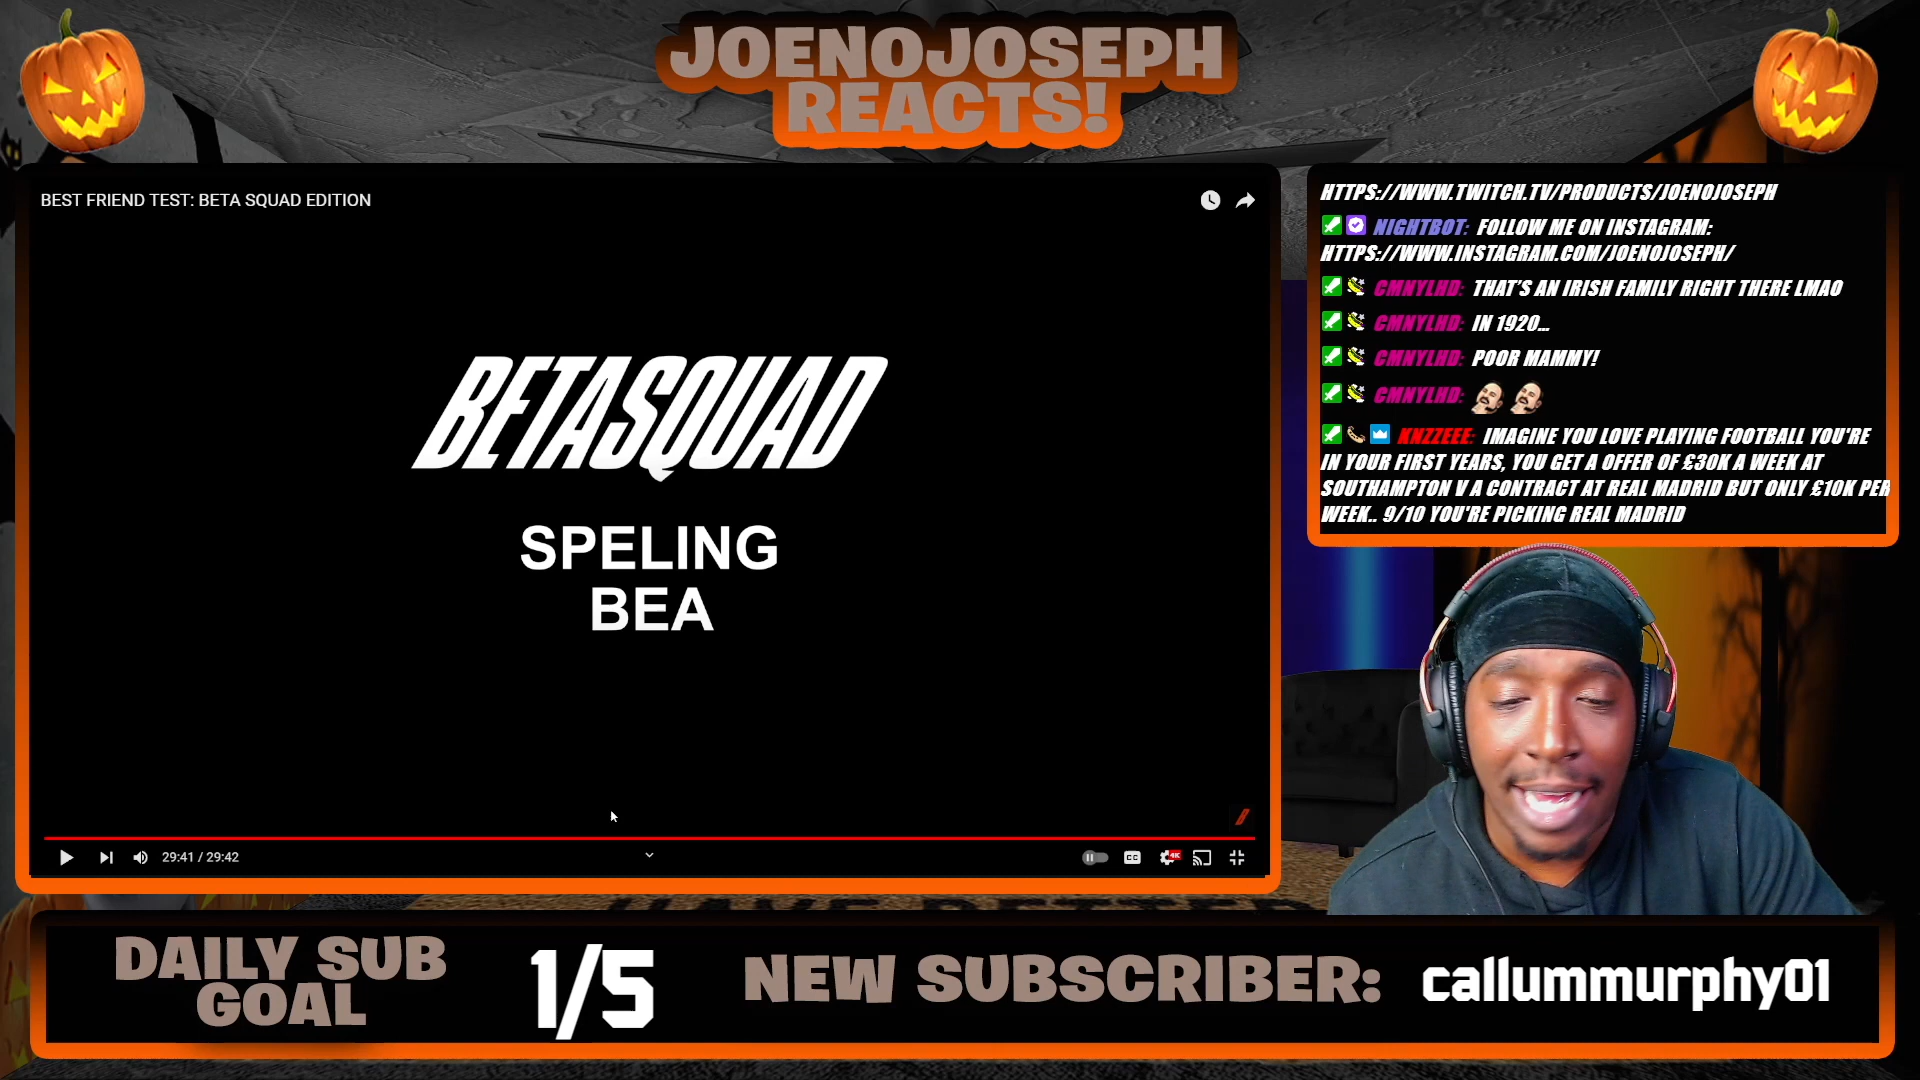 JOENOJOSEPH
REACTS!
BEST FRIEND TEST: BETA SQUAD EDITION
BETASQUAD
SPELING
BEA
29:41 / 29:42
CC
4K
HTTPS://WWW.TWITCH.TV/PRODUCTS/JOENOJOSEPH
NIGHTBOT: FOLLOW ME ON INSTAGRAM:
HTTPS://WWW.INSTAGRAM.COM/JOENOJOSEPH/
CMNYLHD: THAT'S AN IRISH FAMILY RIGHT THERE LMAO
CMNYLHD: IN 1920...
CMNYLHD: POOR MAMMY!
CMNYLHD:
KNZZEEE: IMAGINE YOU LOVE PLAYING FOOTBALL YOU'RE
IN YOUR FIRST YEARS, YOU GET A OFFER OF £30K A WEEK AT
SOUTHAMPTON V A CONTRACT AT REAL MADRID BUT ONLY £10K PER
WEEK.. 9/10 YOU'RE PICKING REAL MADRID
DAILY SUB
GOAL
1/5
NEW SUBSCRIBER:
callummurphy01